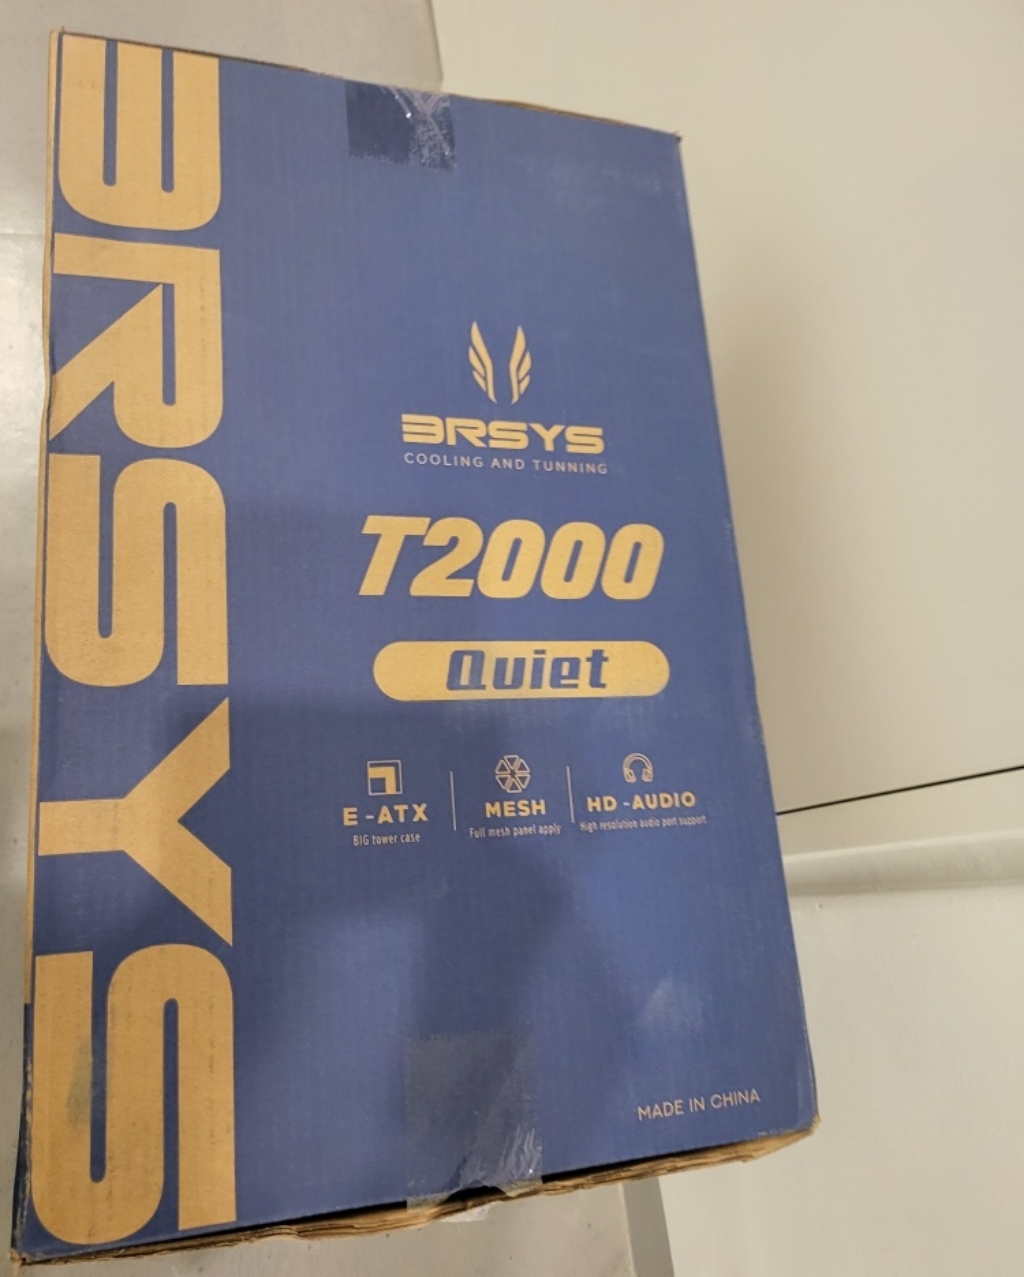 3RSYS
3RSYS
COOLING AND TUNNING
T2000
Quiet
E-ATX
BIG tower case
MESH
Full mesh panel apply
HD-AUDIO
High resolution audio port support
MADE IN CHINA